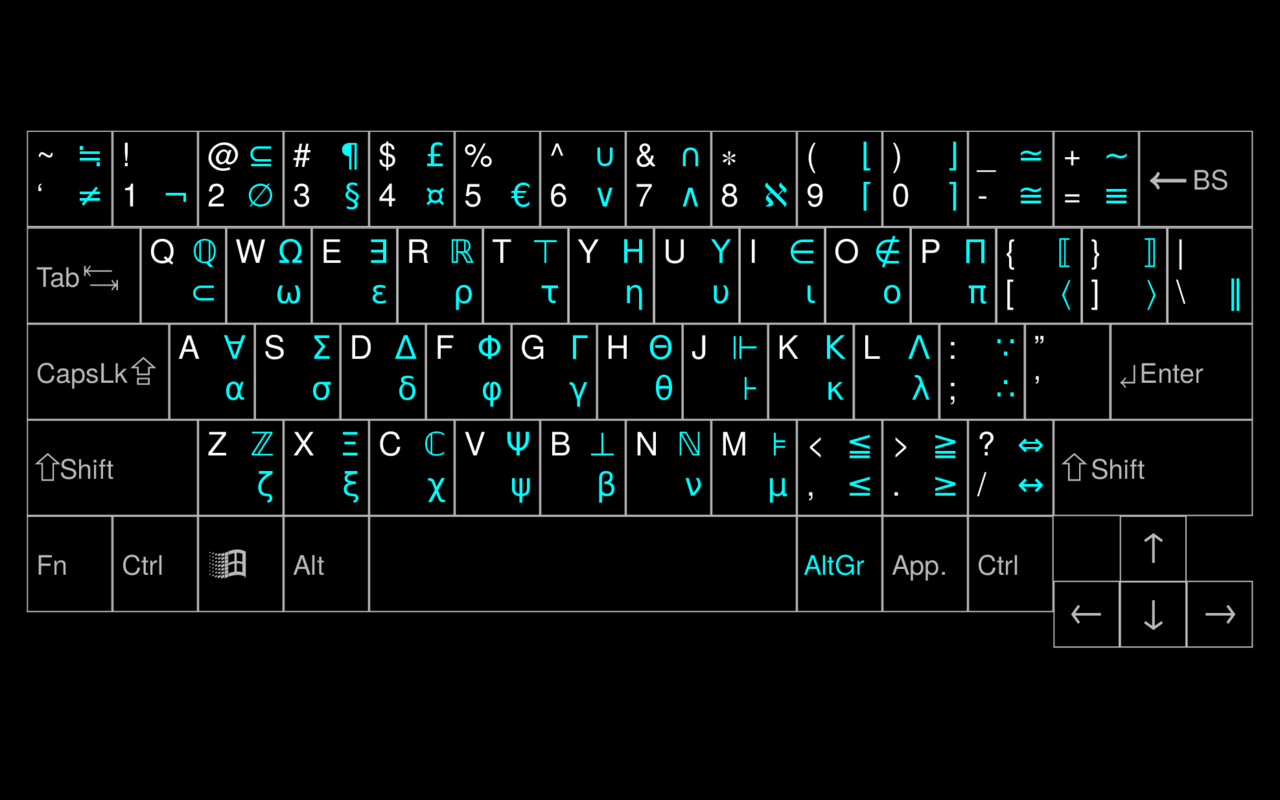 ~ ≒ ! @ ⊆ # ¶ $ £ % ^ ∪ & ∩ * ( ⌊ ) ⌋ _ ≃ + ∼ ←BS
‘ ≠ 1 ¬ 2 ∅ 3 § 4 ¤ 5 € 6 ∨ 7 ∧ 8 ℵ 9 ⌈ 0 ⌉ - ≅ = ≡
Tab Q ℚ W Ω E ∃ R ℝ T ⊤ Y Η U Υ I ∈ O ∉ P Π { ⟦ } ⟧ |
⊂ ω ε ρ τ η υ ι ο π [ 〈 ] 〉 \ ‖
CapsLk A ∀ S Σ D Δ F Φ G Γ H Θ J ⊩ K Κ L Λ : ∵ ” ↲Enter
α σ δ φ γ θ ⊦ κ λ ; ∴ ’
⇧Shift Z ℤ X Ξ C ℂ V Ψ B ⊥ N ℕ M ⊧ < ≦ > ≧ ? ⇔ ⇧Shift
ζ ξ χ ψ β ν μ , ≤ . ≥ / ↔
Fn Ctrl Alt AltGr App. Ctrl ↑
← ↓ →